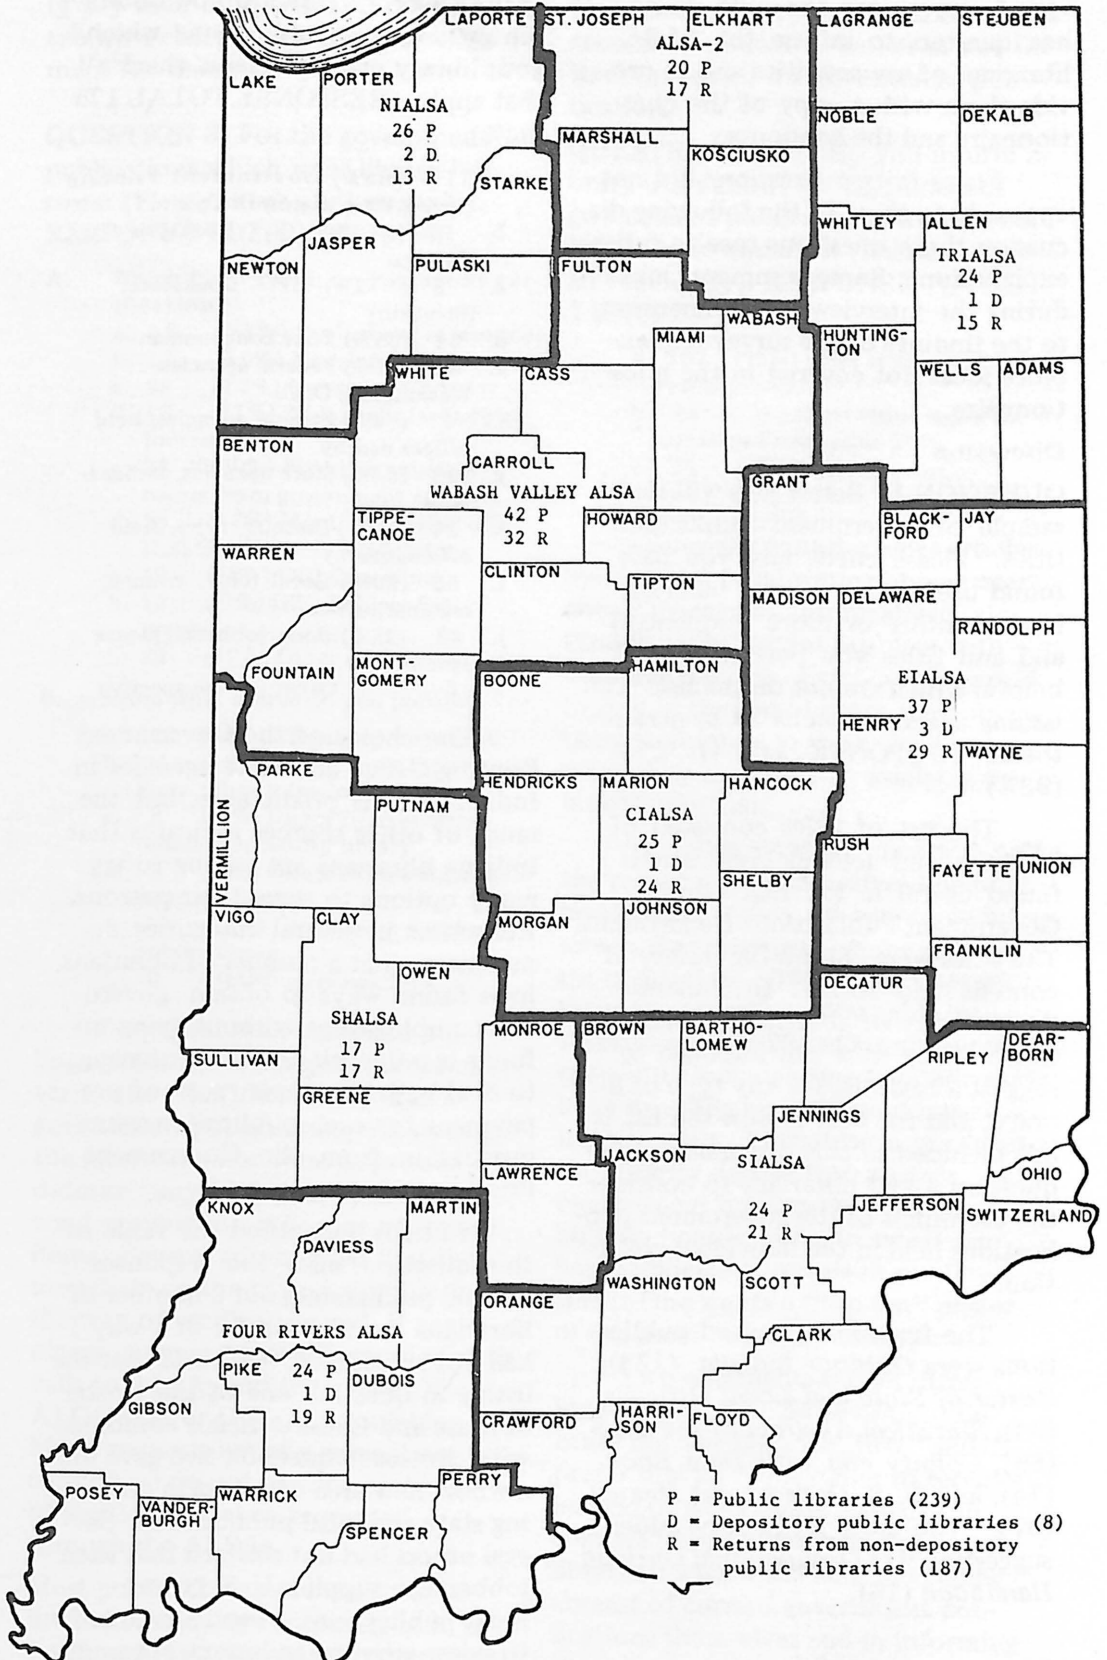 LAPORTE
ST. JOSEPH
ELKHART
LAGRANGE
STEUBEN
LAKE
PORTER
ALSA-2
20 P
17 R
NIALSA
26 P
2 D
13 R
MARSHALL
KOSCIUSKO
NOBLE
DEKALB
STARKE
WHITLEY
ALLEN
TRIALSA
24 P
1 D
15 R
JASPER
NEWTON
PULASKI
FULTON
WABASH
MIAMI
HUNTING-
TON
WELLS
ADAMS
WHITE
CASS
BENTON
CARROLL
WABASH VALLEY ALSA
42 P
32 R
GRANT
TIPPE-
CANOE
HOWARD
BLACK-
FORD
JAY
WARREN
CLINTON
TIPTON
MADISON
DELAWARE
RANDOLPH
FOUNTAIN
MONT-
GOMERY
BOONE
HAMILTON
EIALSA
37 P
3 D
29 R
HENRY
WAYNE
PARKE
HENDRICKS
MARION
HANCOCK
VERMILLION
PUTNAM
CIALSA
25 P
1 D
24 R
RUSH
FAYETTE
UNION
SHELBY
VIGO
CLAY
MORGAN
JOHNSON
FRANKLIN
OWEN
DECATUR
SHALSA
17 P
17 R
MONROE
BROWN
BARTHO-
LOMEW
RIPLEY
DEAR-
BORN
SULLIVAN
GREENE
JENNINGS
LAWRENCE
JACKSON
SIALSA
24 P
21 R
OHIO
KNOX
MARTIN
JEFFERSON
SWITZERLAND
DAVIESS
WASHINGTON
SCOTT
ORANGE
FOUR RIVERS ALSA
24 P
1 D
19 R
CLARK
PIKE
DUBOIS
GIBSON
CRAWFORD
HARRI-
SON
FLOYD
PERRY
POSEY
VANDER-
BURGH
WARRICK
SPENCER
P = Public libraries (239)
D = Depository public libraries (8)
R = Returns from non-depository
public libraries (187)